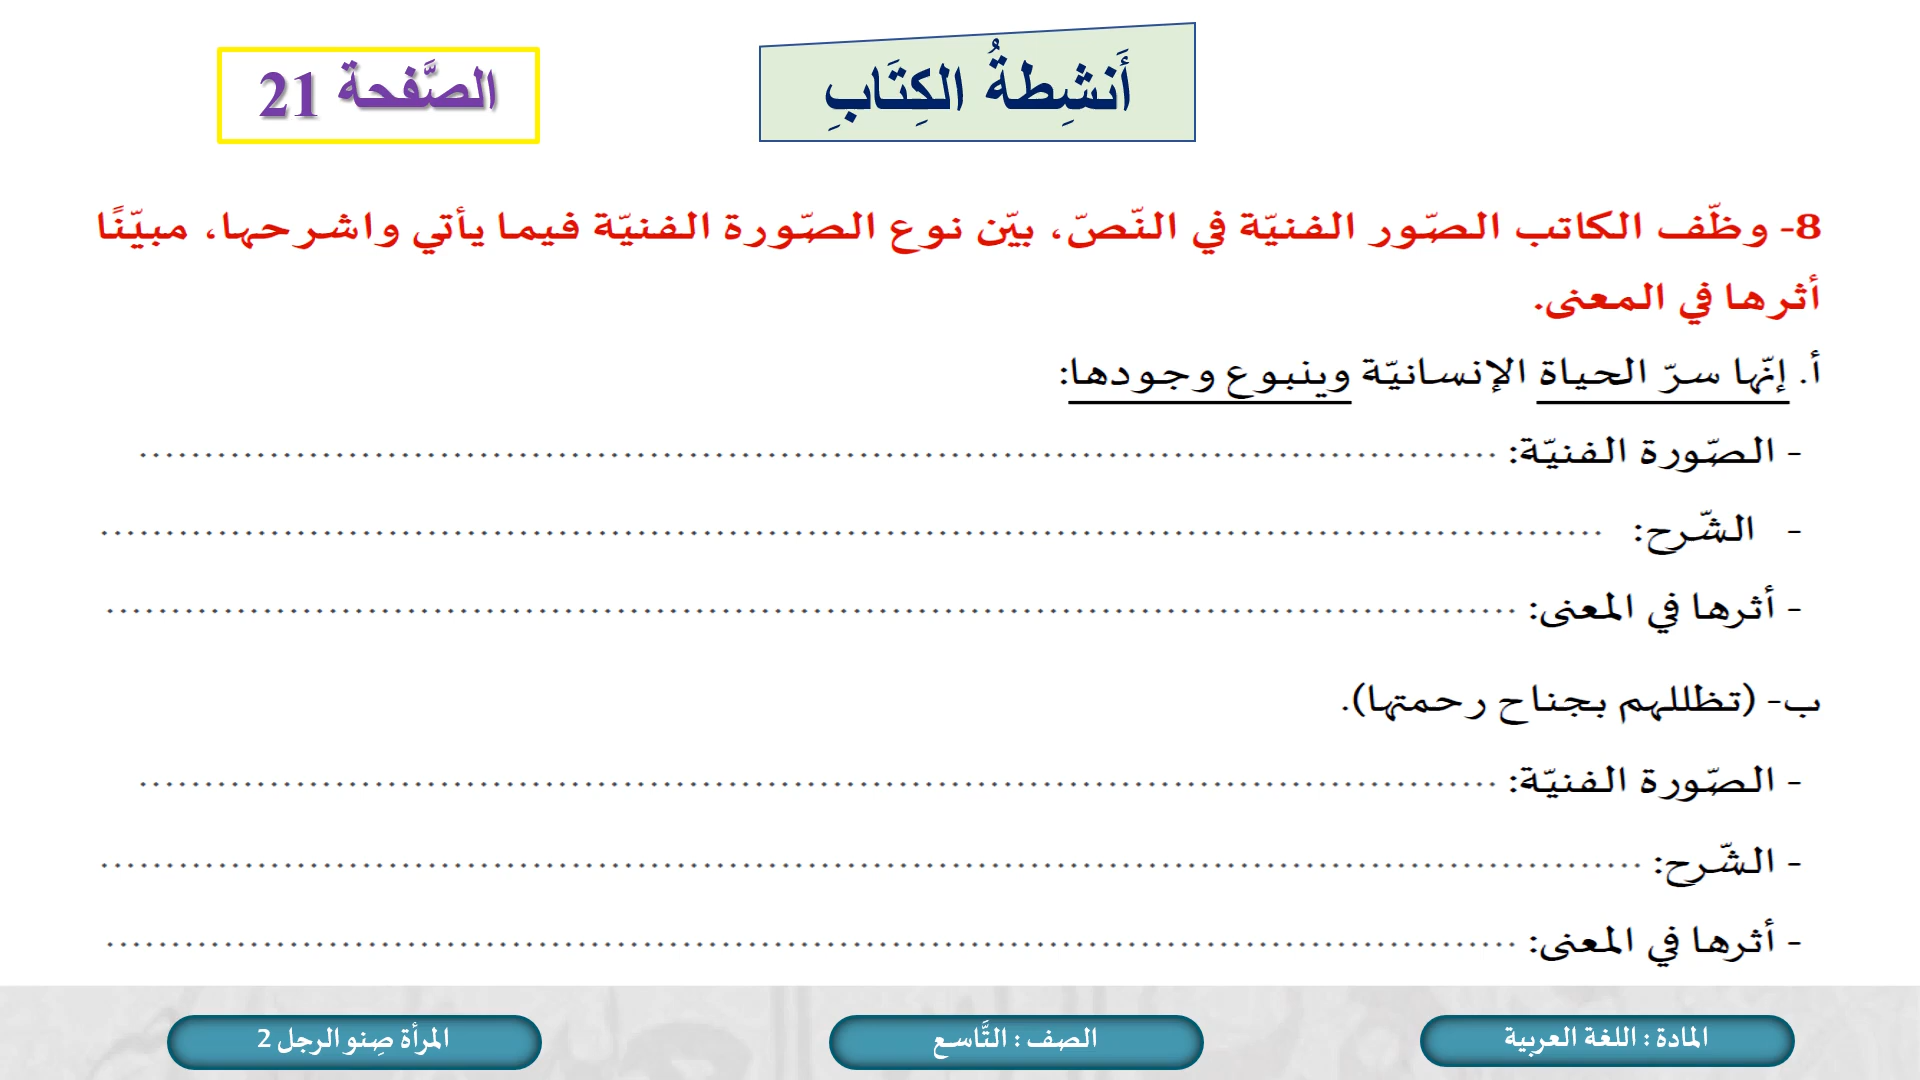 أَنشِطةُ الكِتَابِ
الصَّفحة 21
8- وظّف الكاتب الصّور الفنيّة في النّصّ، بيّن نوع الصّورة الفنيّة فيما يأتي واشرحها، مبيّنًا
أثرها في المعنى.
أ. إنّها سرّ الحياة الإنسانيّة وينبوع وجودها:
- الصّورة الفنيّة: ........................................................................................................
- الشّرح: ........................................................................................................
- أثرها في المعنى: ........................................................................................................
ب- (تظللهم بجناح رحمتها).
- الصّورة الفنيّة: ........................................................................................................
- الشّرح: ........................................................................................................
- أثرها في المعنى: ........................................................................................................
المادة : اللغة العربية
الصف : التَّاسع
المرأة صِنو الرجل 2